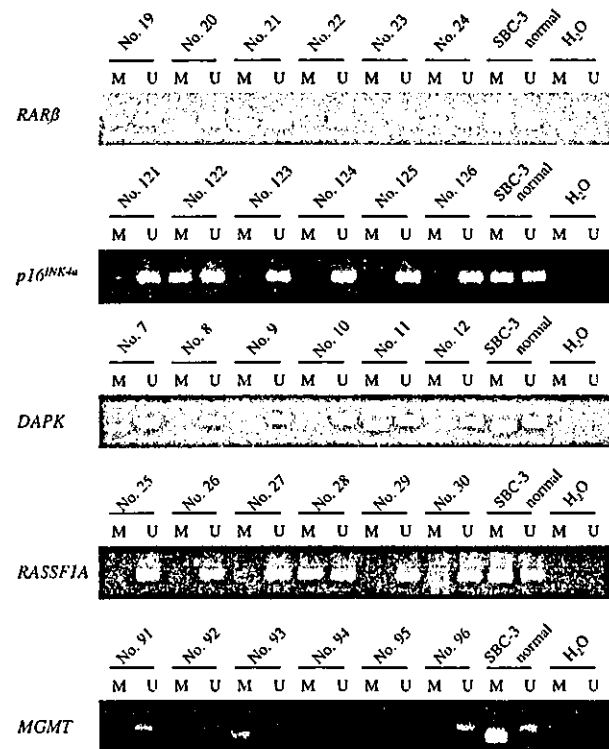 No. 19 No. 20 No. 21 No. 22 No. 23 No. 24 SBC-3 normal H₂O
M U M U M U M U M U M U M U M U
RARβ
No. 121 No. 122 No. 123 No. 124 No. 125 No. 126 SBC-3 normal H₂O
M U M U M U M U M U M U M U M U
p16^INK4a
No. 7 No. 8 No. 9 No. 10 No. 11 No. 12 SBC-3 normal H₂O
M U M U M U M U M U M U M U M U
DAPK
No. 25 No. 26 No. 27 No. 28 No. 29 No. 30 SBC-3 normal H₂O
M U M U M U M U M U M U M U M U
RASSF1A
No. 91 No. 92 No. 93 No. 94 No. 95 No. 96 SBC-3 normal H₂O
M U M U M U M U M U M U M U M U
MGMT